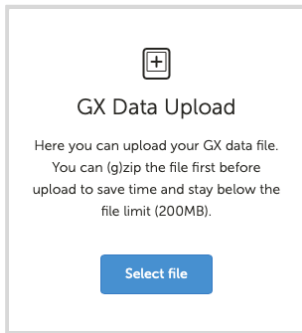 GX Data Upload
Here you can upload your GX data file.
You can (g)zip the file first before
upload to save time and stay below the
file limit (200MB).
Select file